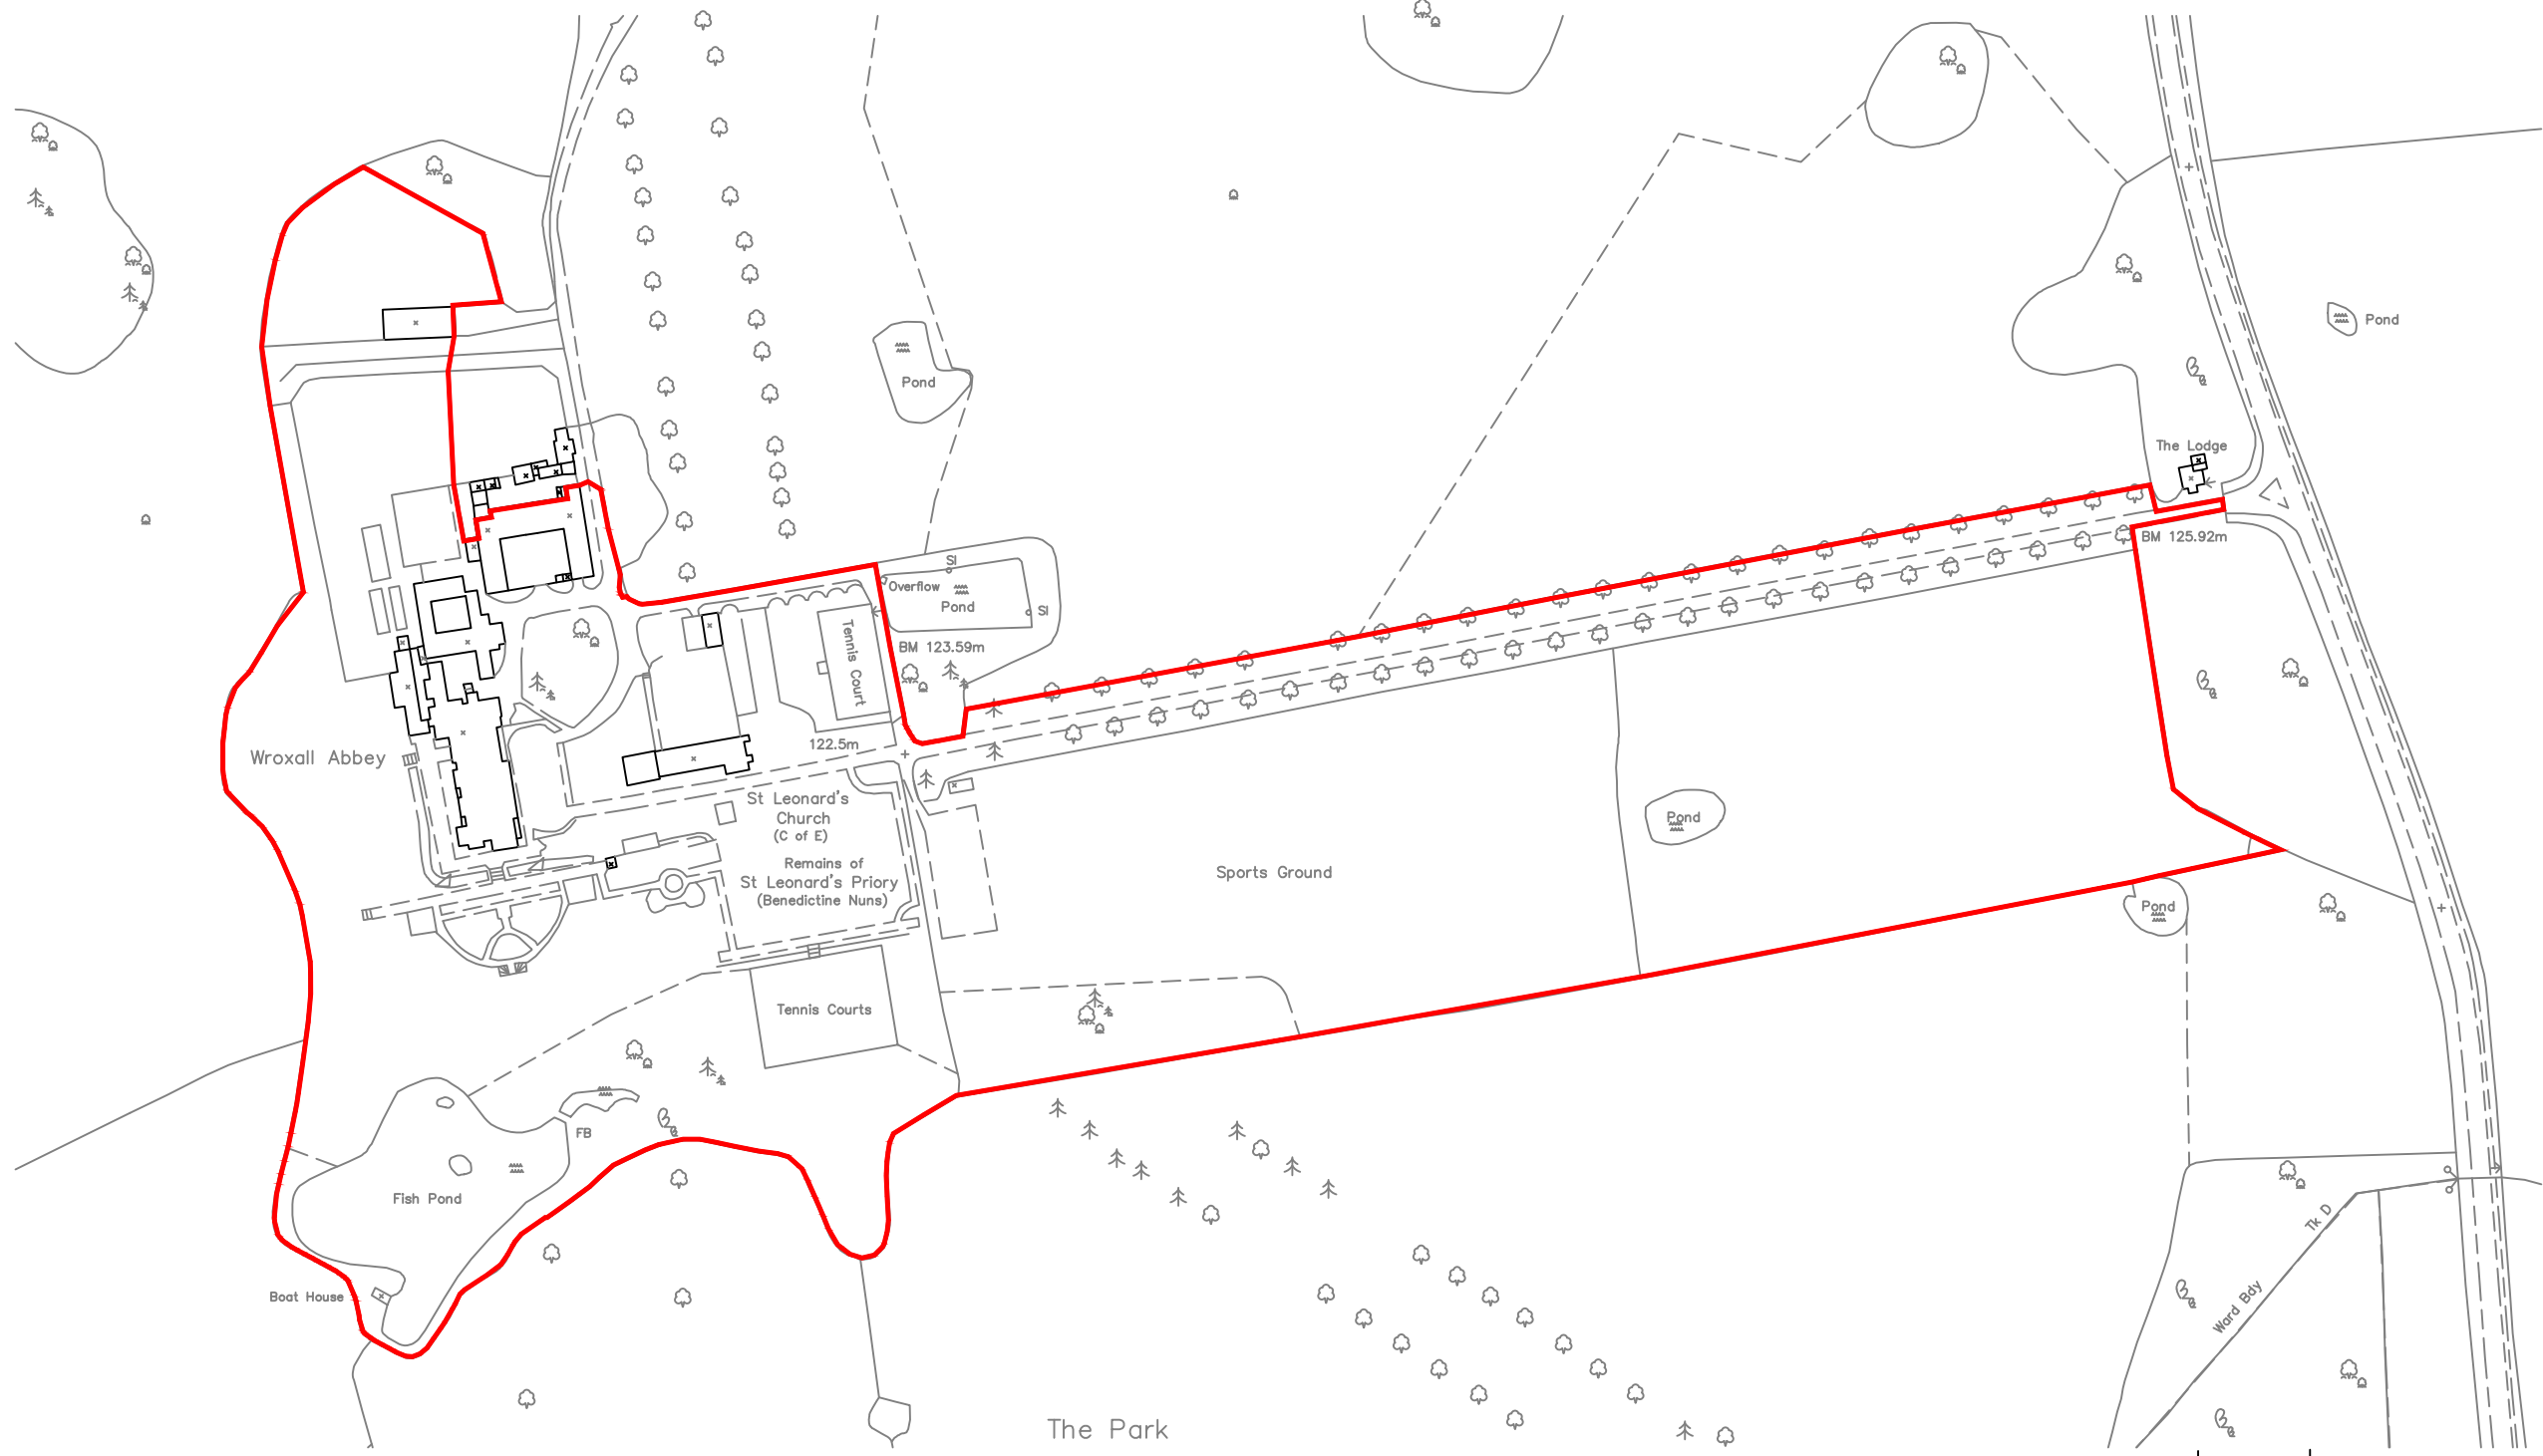 Pond
The Lodge
Pond
SI
BM 125.92m
Overflow
Pond
SI
Tennis Court
BM 123.59m
122.5m
Wroxall Abbey
St Leonard's
Church
(C of E)
Pond
Remains of
St Leonard's Priory
(Benedictine Nuns)
Sports Ground
Pond
Tennis Courts
FB
Fish Pond
Tk D
Boat House
Ward Bdy
The Park